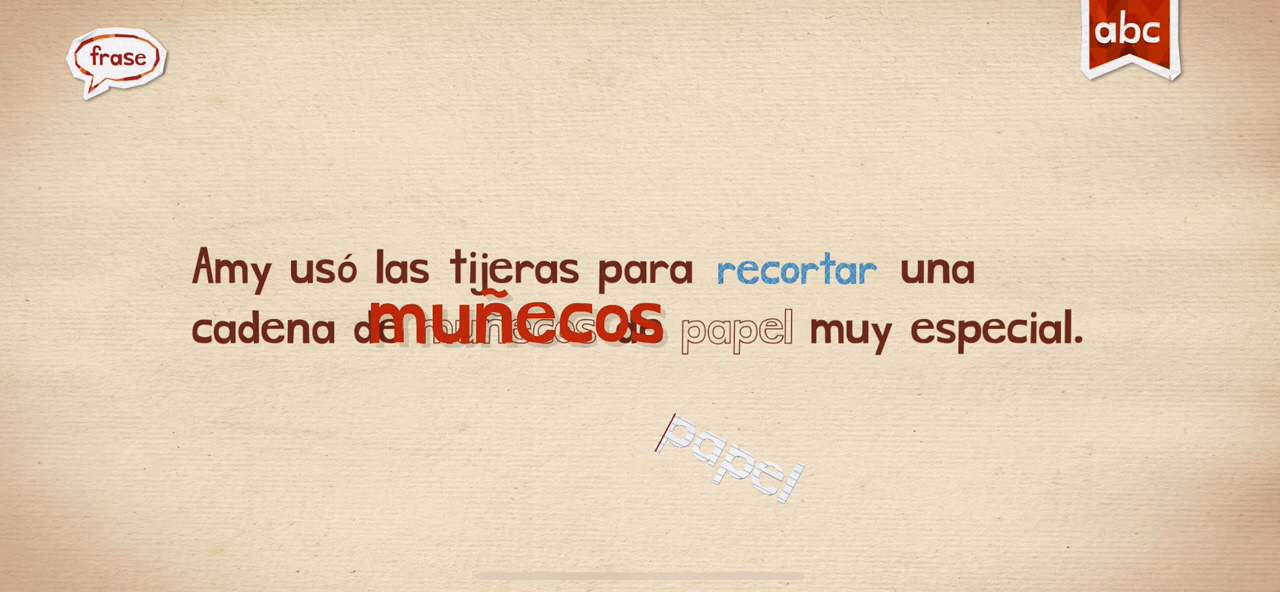 frase
abc
Amy usó las tijeras para recortar una
cadena de muñecos de papel muy especial.
muñecos
papel